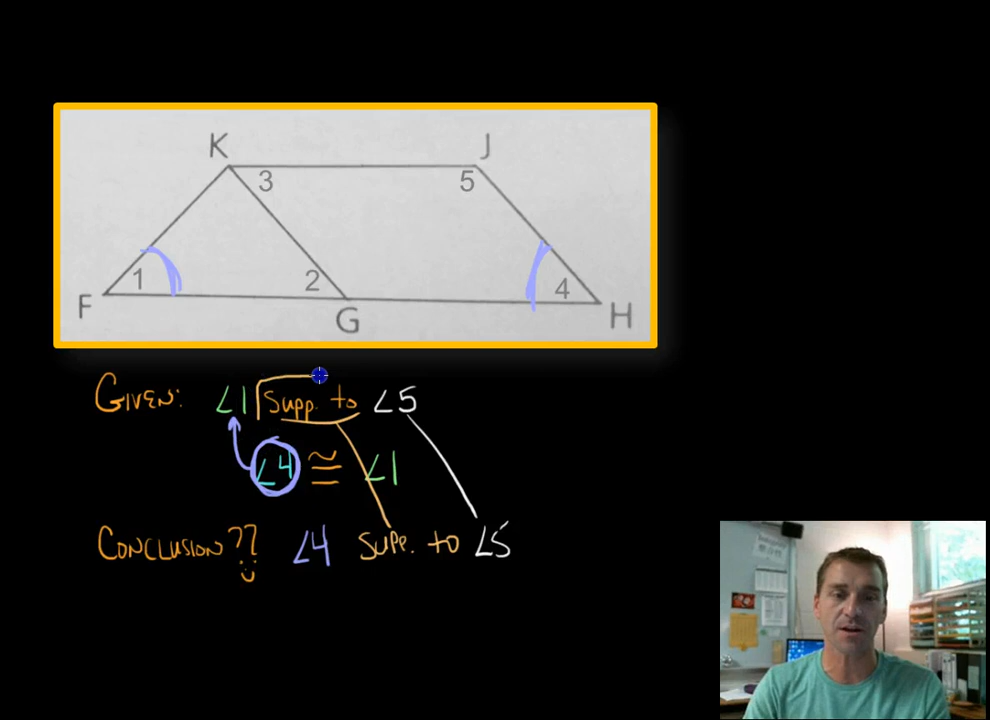 K J
3 5
1 2 4
F G H
GIVEN: ∠1 Supp. to ∠5
∠4 ≅ ∠1
CONCLUSION?? ∠4 Supp. to ∠5